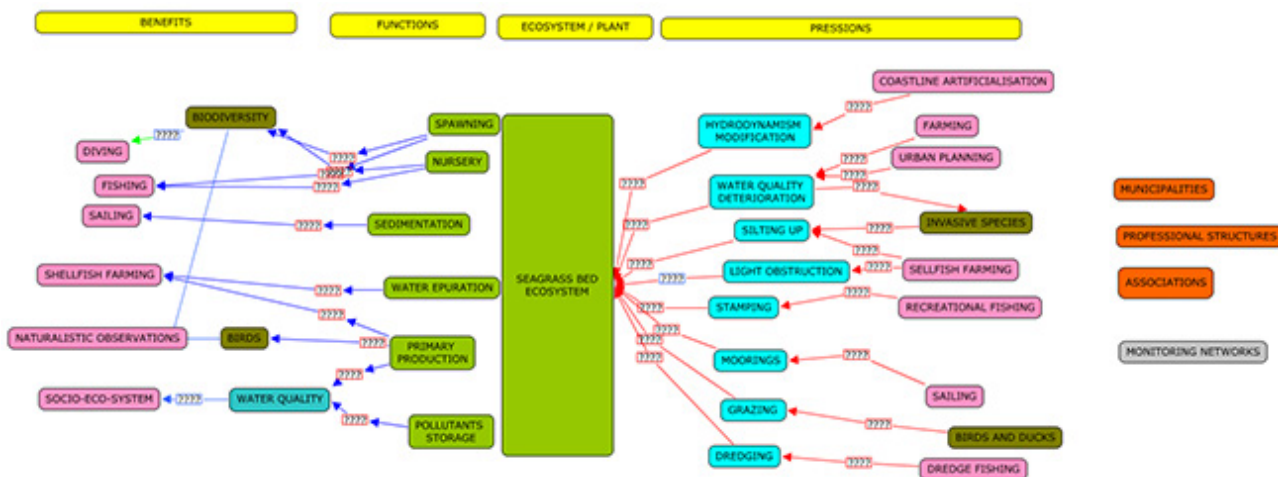 BENEFITS
FUNCTIONS
ECOSYSTEM / PLANT
PRESSIONS
COASTLINE ARTIFICIALISATION
????
BIODIVERSITY
SPAWNING
HYDRODYNAMISM
MODIFICATION
FARMING
????
DIVING
????
????
URBAN PLANNING
NURSERY
????
????
????
FISHING
????
WATER QUALITY
DETERIORATION
????
????
MUNICIPALITIES
SAILING
????
SEDIMENTATION
????
SILTING UP
????
INVASIVE SPECIES
PROFESSIONAL STRUCTURES
SHELLFISH FARMING
????
WATER EPURATION
SEAGRASS BED
ECOSYSTEM
????
????
LIGHT OBSTRUCTION
????
SELLFISH FARMING
ASSOCIATIONS
????
????
STAMPING
????
RECREATIONAL FISHING
NATURALISTIC OBSERVATIONS
BIRDS
????
PRIMARY
PRODUCTION
????
????
????
MOORINGS
????
MONITORING NETWORKS
????
SOCIO-ECO-SYSTEM
????
WATER QUALITY
????
POLLUTANTS
STORAGE
SAILING
GRAZING
????
BIRDS AND DUCKS
DREDGING
????
DREDGE FISHING